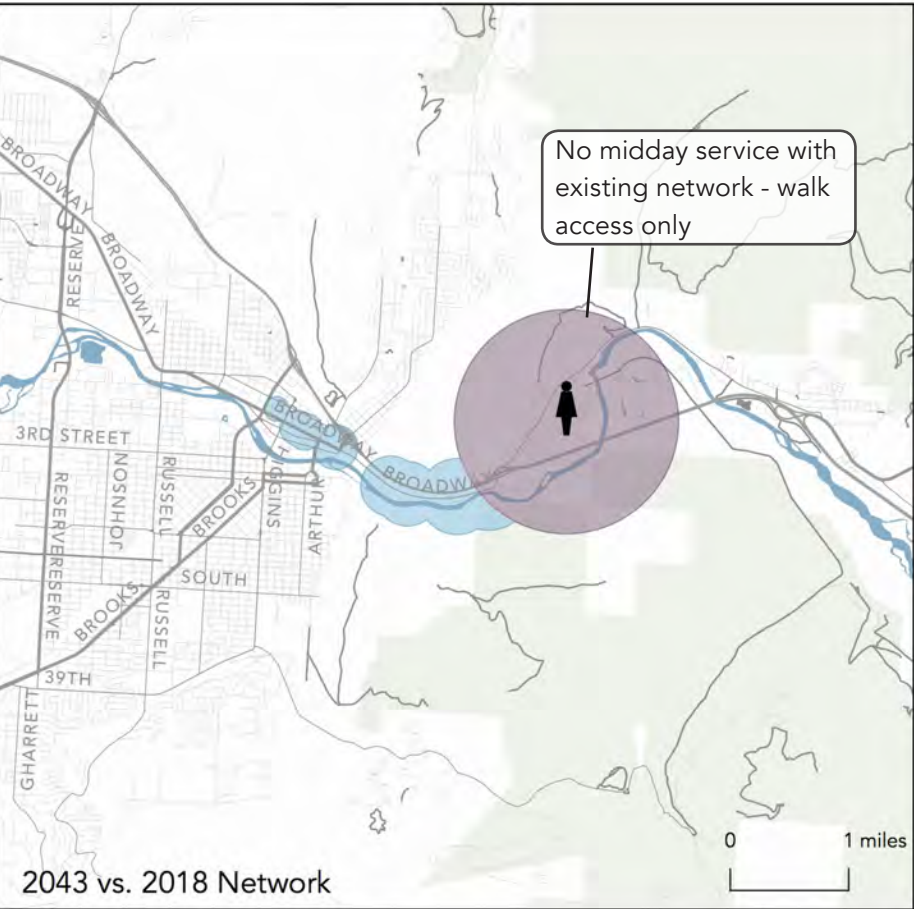 No midday service with
existing network - walk
access only
BROADWAY
RESERVE
BROADWAY
BROADWAY
BROADWAY
3RD STREET
RESERVE
RESERVE
JOHNSON
RUSSELL
BROOKS
HIGGINS
ARTHUR
SOUTH
BROOKS
RUSSELL
39TH
GHARRETT
0 1 miles
2043 vs. 2018 Network